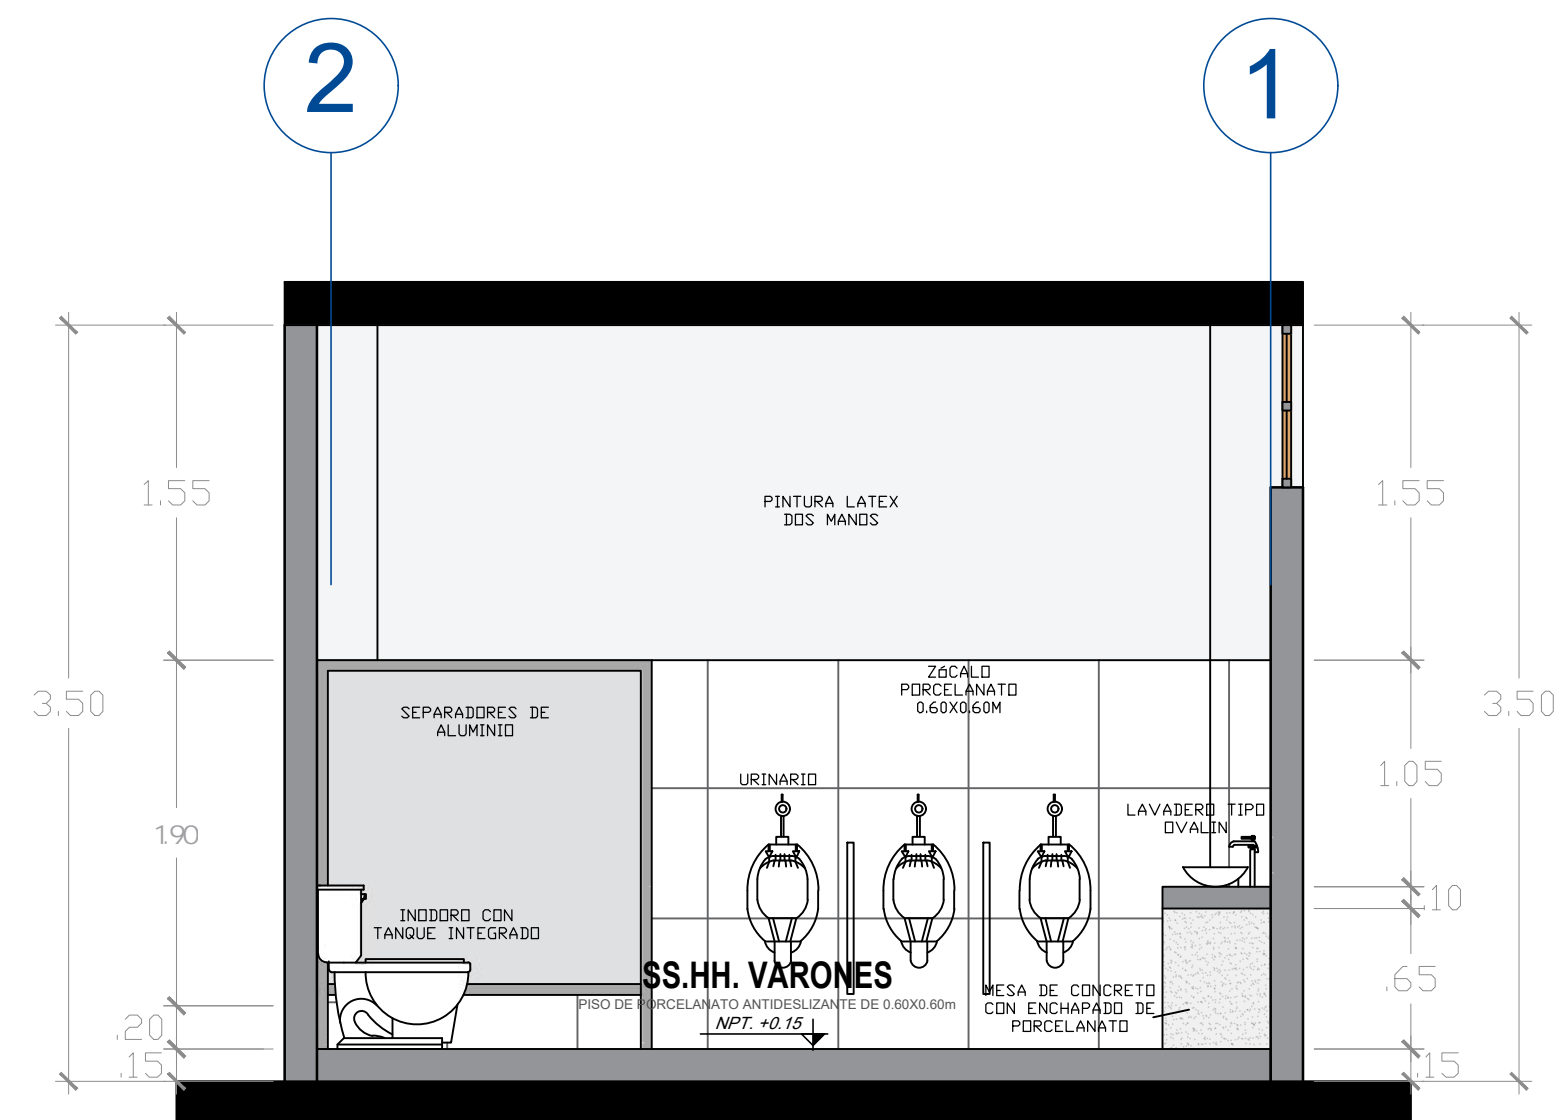 2
1
1.55
1.55
PINTURA LATEX
DOS MANOS
3.50
3.50
ZóCALO
PORCELANATO
0.60X0.60M
SEPARADORES DE
ALUMINIO
URINARIO
1.05
LAVADERO TIPO
OVALIN
1.90
.10
INODORO CON
TANQUE INTEGRADO
SS.HH. VARONES
.65
PISO DE PORCELANATO ANTIDESLIZANTE DE 0.60X0.60m
MESA DE CONCRETO
CON ENCHAPADO DE
PORCELANATO
NPT. +0.15
.20
.15
.15